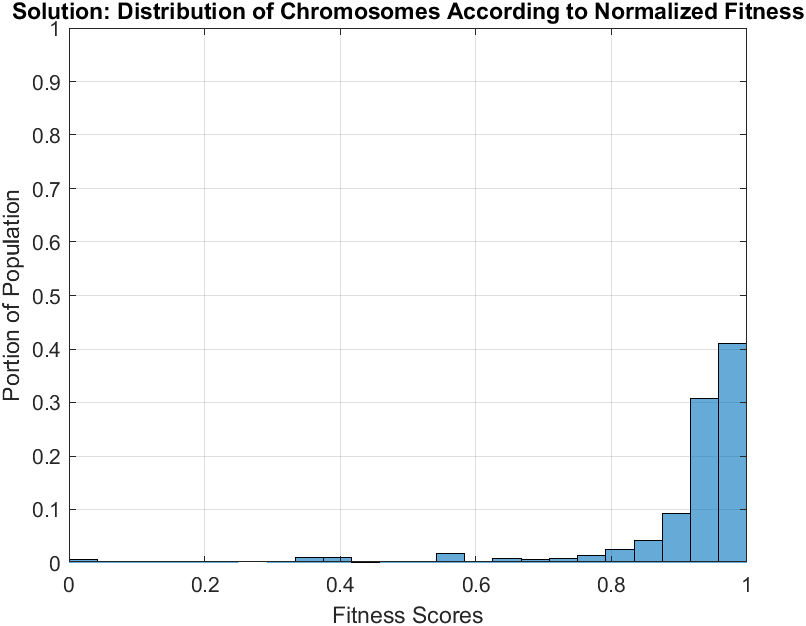 Solution: Distribution of Chromosomes According to Normalized Fitness
1
0.9
0.8
0.7
0.6
0.5
0.4
0.3
0.2
0.1
0
Portion of Population
0 0.2 0.4 0.6 0.8 1
Fitness Scores